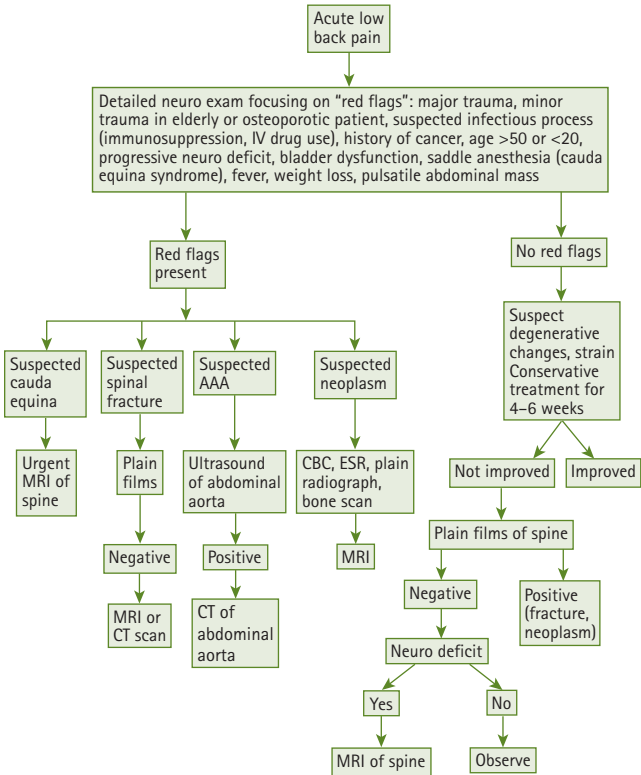 Acute low
back pain
Detailed neuro exam focusing on “red flags”: major trauma, minor
trauma in elderly or osteoporotic patient, suspected infectious process
(immunosuppression, IV drug use), history of cancer, age >50 or <20,
progressive neuro deficit, bladder dysfunction, saddle anesthesia (cauda
equina syndrome), fever, weight loss, pulsatile abdominal mass
Red flags
present
No red flags
Suspected
cauda
equina
Suspected
spinal
fracture
Suspected
AAA
Suspected
neoplasm
Suspect
degenerative
changes, strain
Conservative
treatment for
4–6 weeks
Urgent
MRI of
spine
Plain
films
Ultrasound
of abdominal
aorta
CBC, ESR, plain
radiograph,
bone scan
Not improved
Improved
Negative
Positive
MRI
Plain films of spine
MRI or
CT scan
CT of
abdominal
aorta
Negative
Positive
(fracture,
neoplasm)
Neuro deficit
Yes
No
MRI of spine
Observe